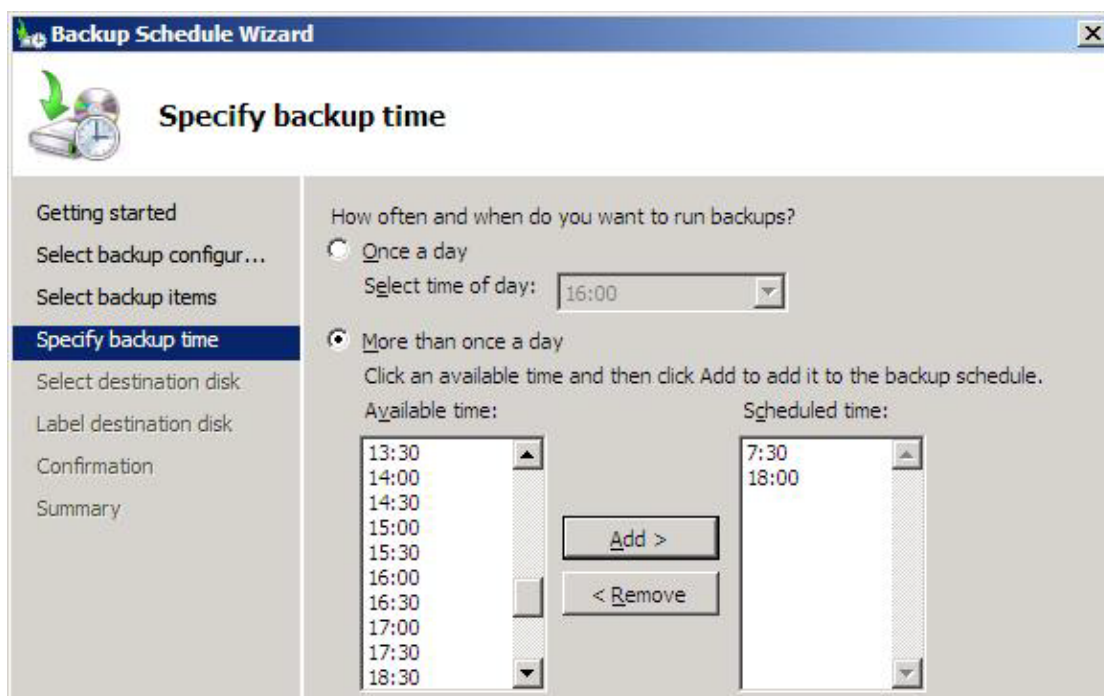 Backup Schedule Wizard
Specify backup time
Getting started
Select backup configur...
Select backup items
Specify backup time
Select destination disk
Label destination disk
Confirmation
Summary
How often and when do you want to run backups?
Once a day
Select time of day: 16:00
More than once a day
Click an available time and then click Add to add it to the backup schedule.
Available time:
13:30
14:00
14:30
15:00
15:30
16:00
16:30
17:00
17:30
18:30
Add >
< Remove
Scheduled time:
7:30
18:00